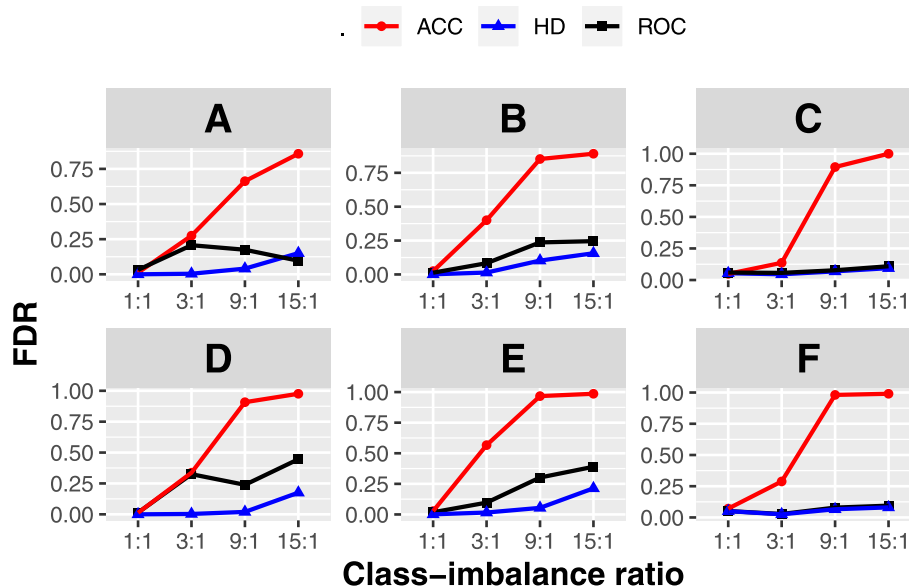 . ACC HD ROC
A B C
0.75 0.75 1.00
0.50 0.50 0.75
0.25 0.25 0.50
0.00 0.00 0.25
0.00
1:1 3:1 9:1 15:1 1:1 3:1 9:1 15:1 1:1 3:1 9:1 15:1
FDR
D E F
1.00 1.00 1.00
0.75 0.75 0.75
0.50 0.50 0.50
0.25 0.25 0.25
0.00 0.00 0.00
1:1 3:1 9:1 15:1 1:1 3:1 9:1 15:1 1:1 3:1 9:1 15:1
Class−imbalance ratio